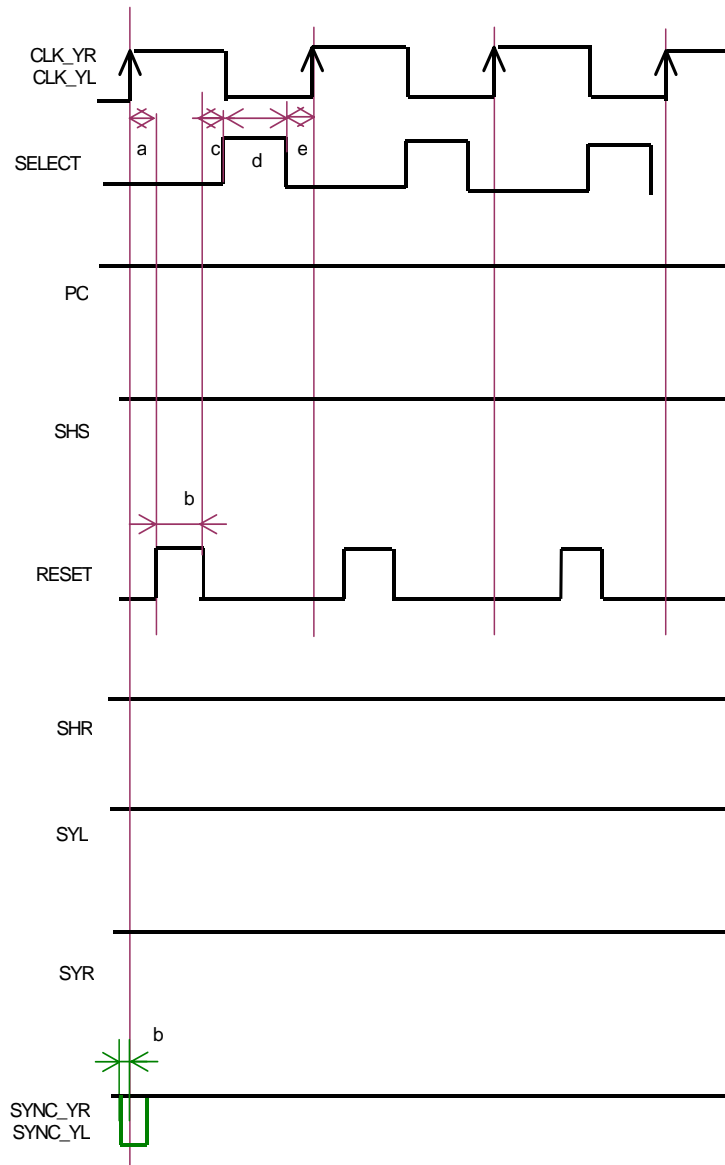 CLK_YR
CLK_YL
a
c
d
e
SELECT
PC
SHS
b
RESET
SHR
SYL
SYR
b
SYNC_YR
SYNC_YL